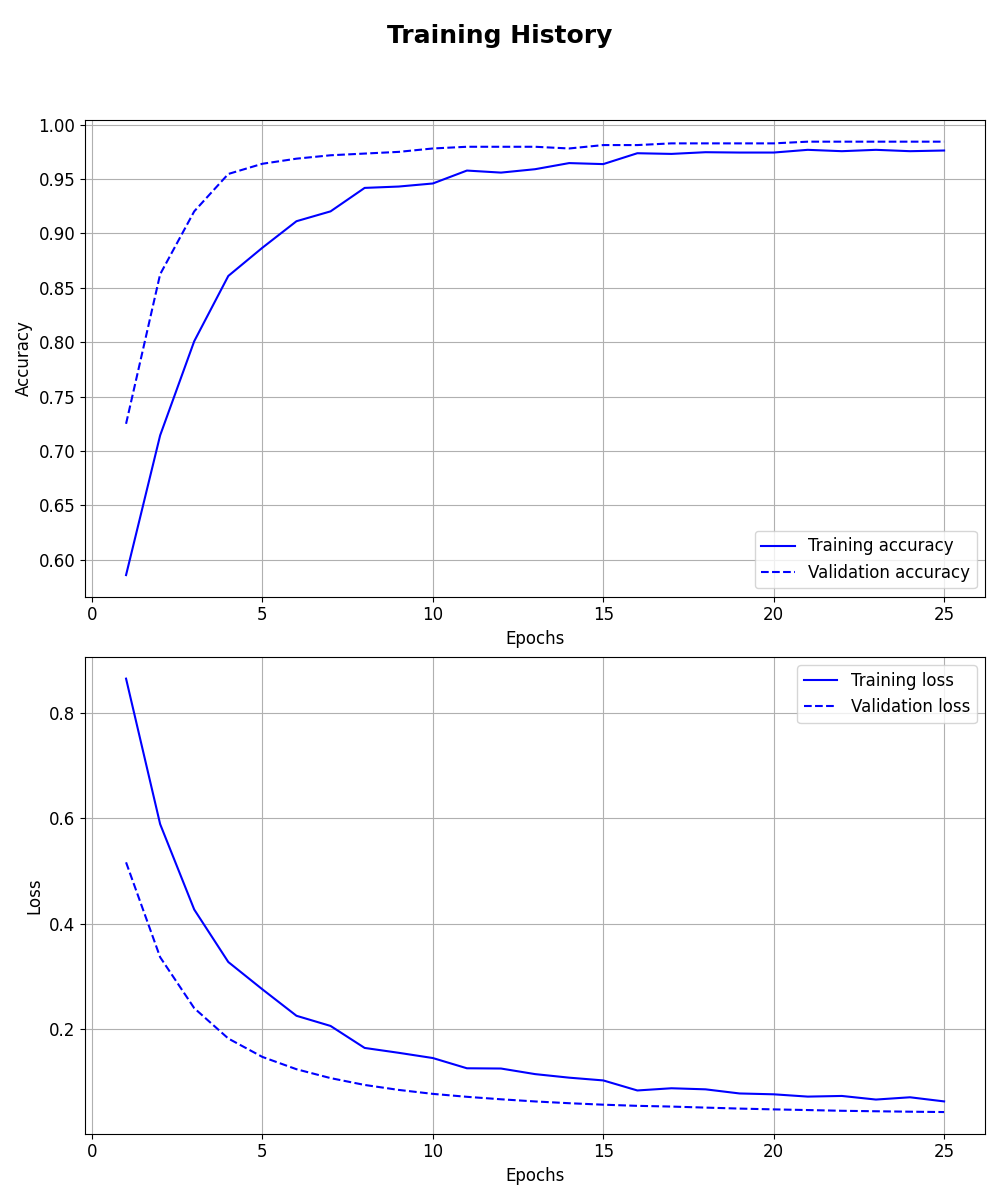 Training History
1.00
0.95
0.90
0.85
0.80
0.75
0.70
0.65
0.60
Accuracy
Training accuracy
Validation accuracy
0 5 10 15 20 25
Epochs
Training loss
Validation loss
0.8
0.6
0.4
0.2
Loss
0 5 10 15 20 25
Epochs